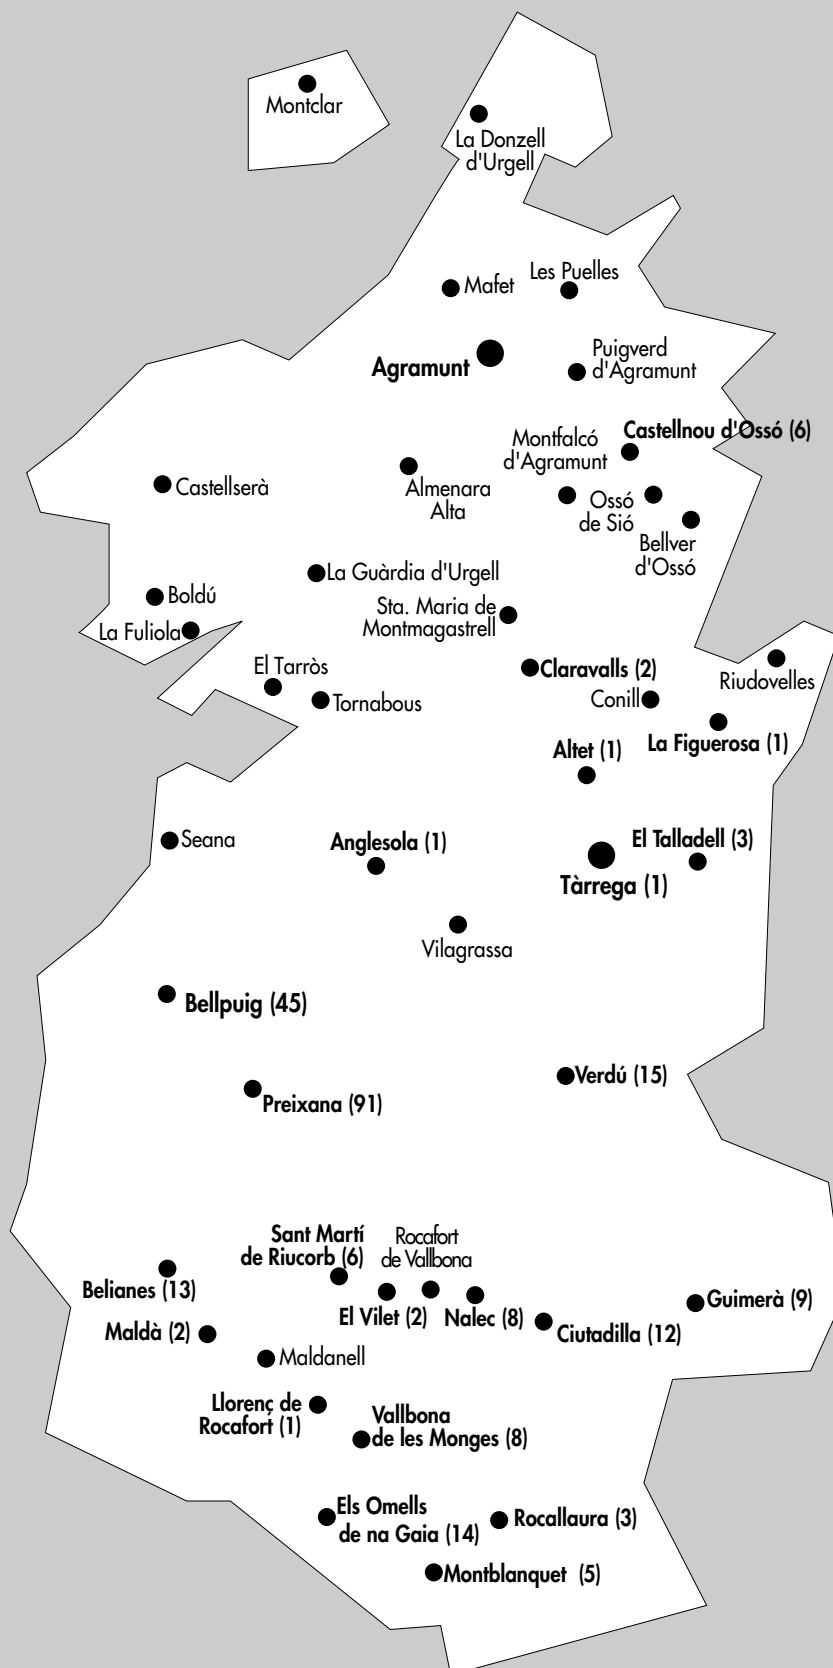 Montclar
La Donzell
d'Urgell
Mafet
Les Puelles
Agramunt
Puigverd
d'Agramunt
Castellnou d'Ossó (6)
Montfalcó
d'Agramunt
Castellserà
Almenara
Alta
Ossó
de Sió
Bellver
d'Ossó
La Guàrdia d'Urgell
Boldú
Sta. Maria de
Montmagastrell
La Fuliola
El Tarròs
Claravalls (2)
Riudovelles
Tornabous
Conill
La Figuerosa (1)
Altet (1)
Seana
Anglesola (1)
El Talladell (3)
Tàrrega (1)
Vilagrassa
Bellpuig (45)
Verdú (15)
Preixana (91)
Sant Martí
de Riucorb (6)
Rocafort
de Vallbona
Belianes (13)
El Vilet (2)
Nalec (8)
Guimerà (9)
Maldà (2)
Ciutadilla (12)
Maldanell
Llorenç de
Rocafort (1)
Vallbona
de les Monges (8)
Els Omells
de na Gaia (14)
Rocallaura (3)
Montblanquet (5)